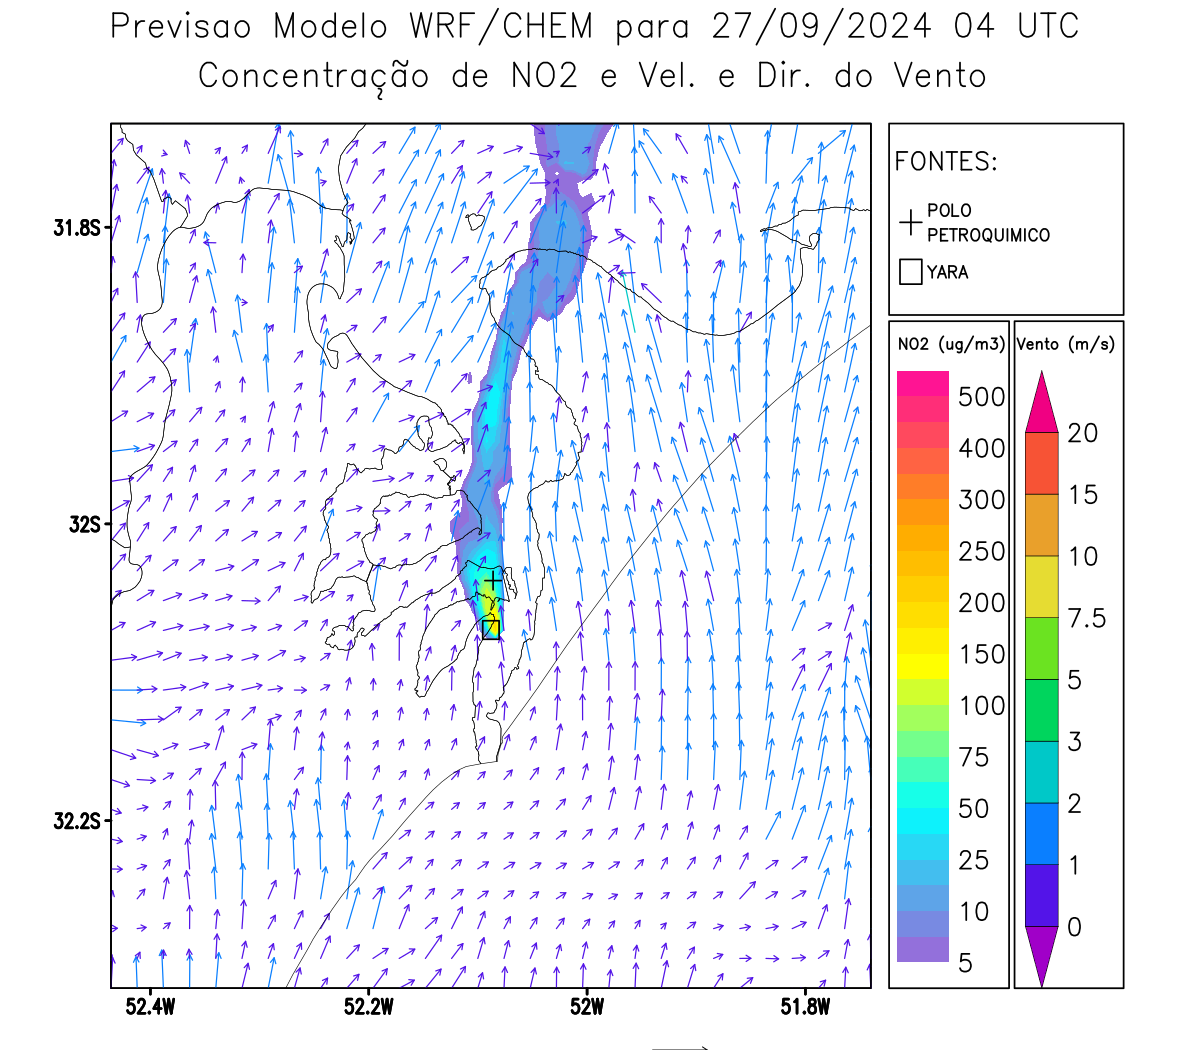 Previsao Modelo WRF/CHEM para 27/09/2024 04 UTC
Concentração de NO2 e Vel. e Dir. do Vento
FONTES:
POLO
PETROQUIMICO
YARA
NO2 (ug/m3)
500
400
300
250
200
150
100
75
50
25
10
5
Vento (m/s)
20
15
10
7.5
5
3
2
1
0
31.8S
32S
32.2S
52.4W
52.2W
52W
51.8W